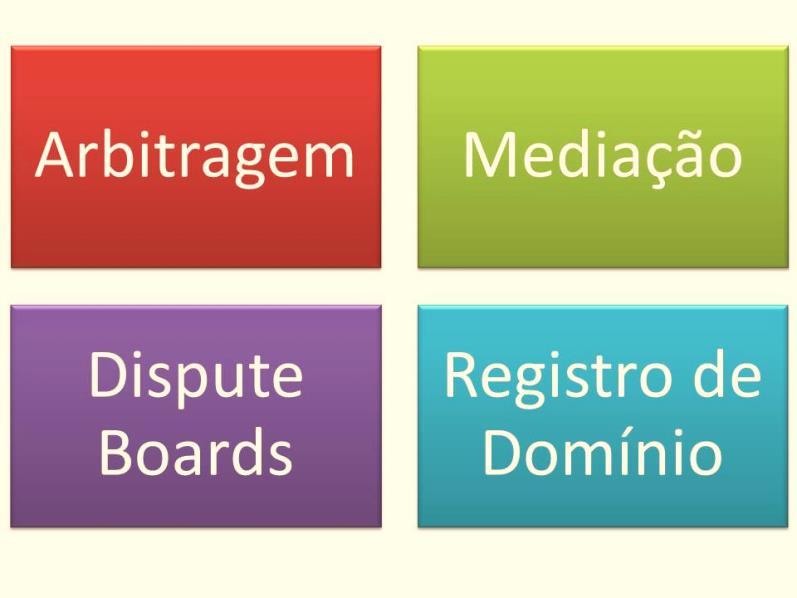 Arbitragem
Mediação
Dispute
Boards
Registro de
Domínio